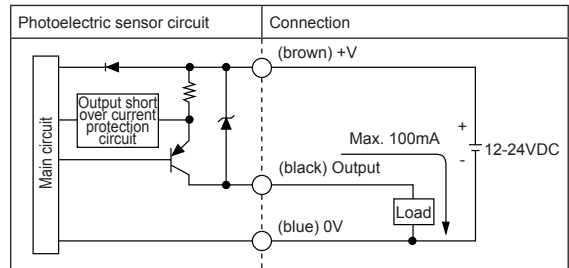 Photoelectric sensor circuit
Connection
(brown) +V
Output short
over current
protection
circuit
Main circuit
Max. 100mA
+
12-24VDC
-
(black) Output
Load
(blue) 0V